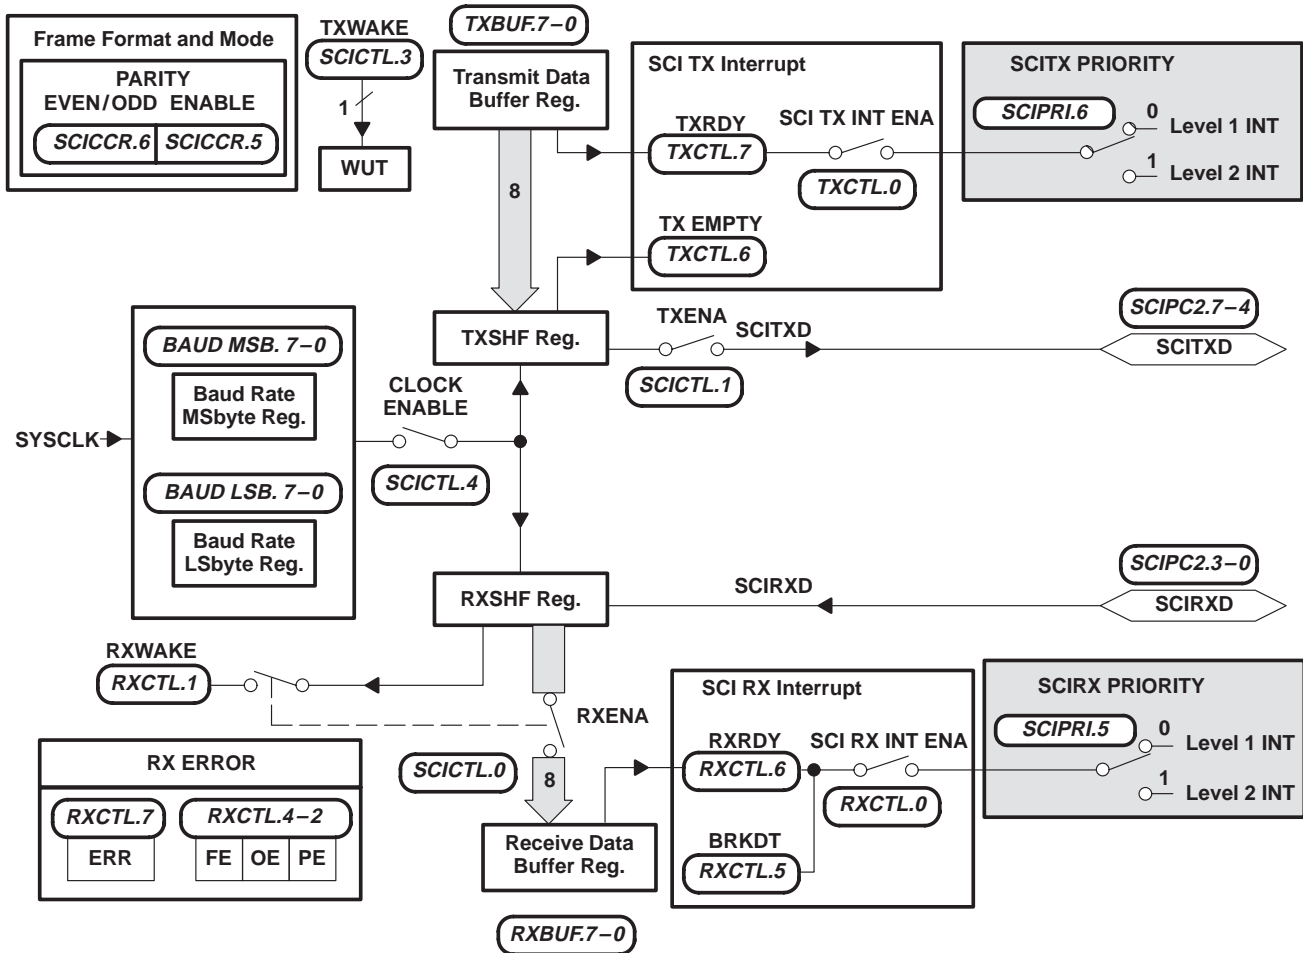 Frame Format and Mode
PARITY
EVEN/ODD ENABLE
SCICCR.6 SCICCR.5
TXWAKE
SCICTL.3
1
WUT
TXBUF.7–0
Transmit Data
Buffer Reg.
8
SCI TX Interrupt
TXRDY
TXCTL.7
SCI TX INT ENA
TXCTL.0
TX EMPTY
TXCTL.6
SCITX PRIORITY
SCIPRI.6
0
Level 1 INT
1
Level 2 INT
TXSHF Reg.
TXENA
SCICTL.1
SCITXD
SCIPC2.7–4
SCITXD
SYSCLK
BAUD MSB. 7–0
Baud Rate
MSbyte Reg.
BAUD LSB. 7–0
Baud Rate
LSbyte Reg.
CLOCK
ENABLE
SCICTL.4
RXSHF Reg.
SCIRXD
SCIPC2.3–0
SCIRXD
RXWAKE
RXCTL.1
RXENA
SCICTL.0
8
RX ERROR
RXCTL.7 RXCTL.4–2
ERR FE OE PE
Receive Data
Buffer Reg.
RXBUF.7–0
SCI RX Interrupt
RXRDY
RXCTL.6
SCI RX INT ENA
RXCTL.0
BRKDT
RXCTL.5
SCIRX PRIORITY
SCIPRI.5
0
Level 1 INT
1
Level 2 INT